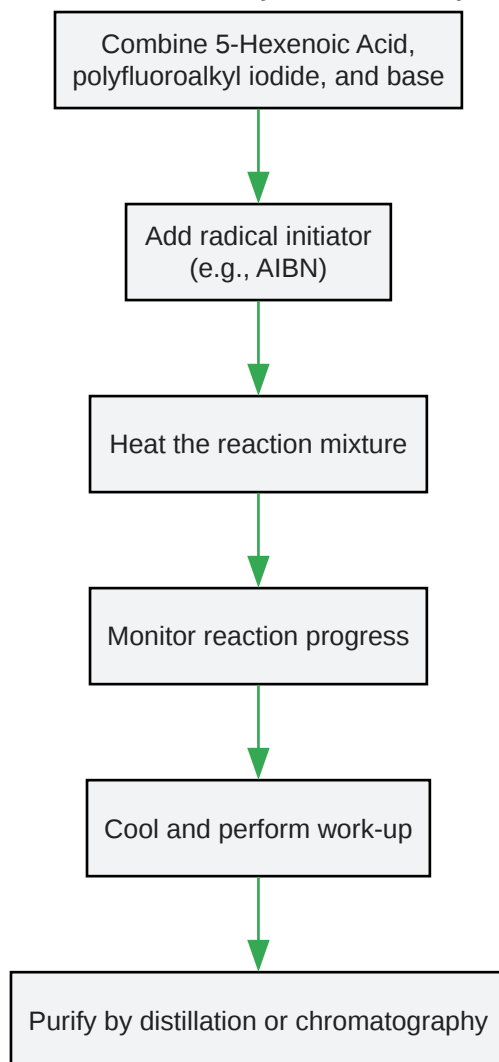 Combine 5-Hexenoic Acid,
polyfluoroalkyl iodide, and base
Add radical initiator
(e.g., AIBN)
Heat the reaction mixture
Monitor reaction progress
Cool and perform work-up
Purify by distillation or chromatography